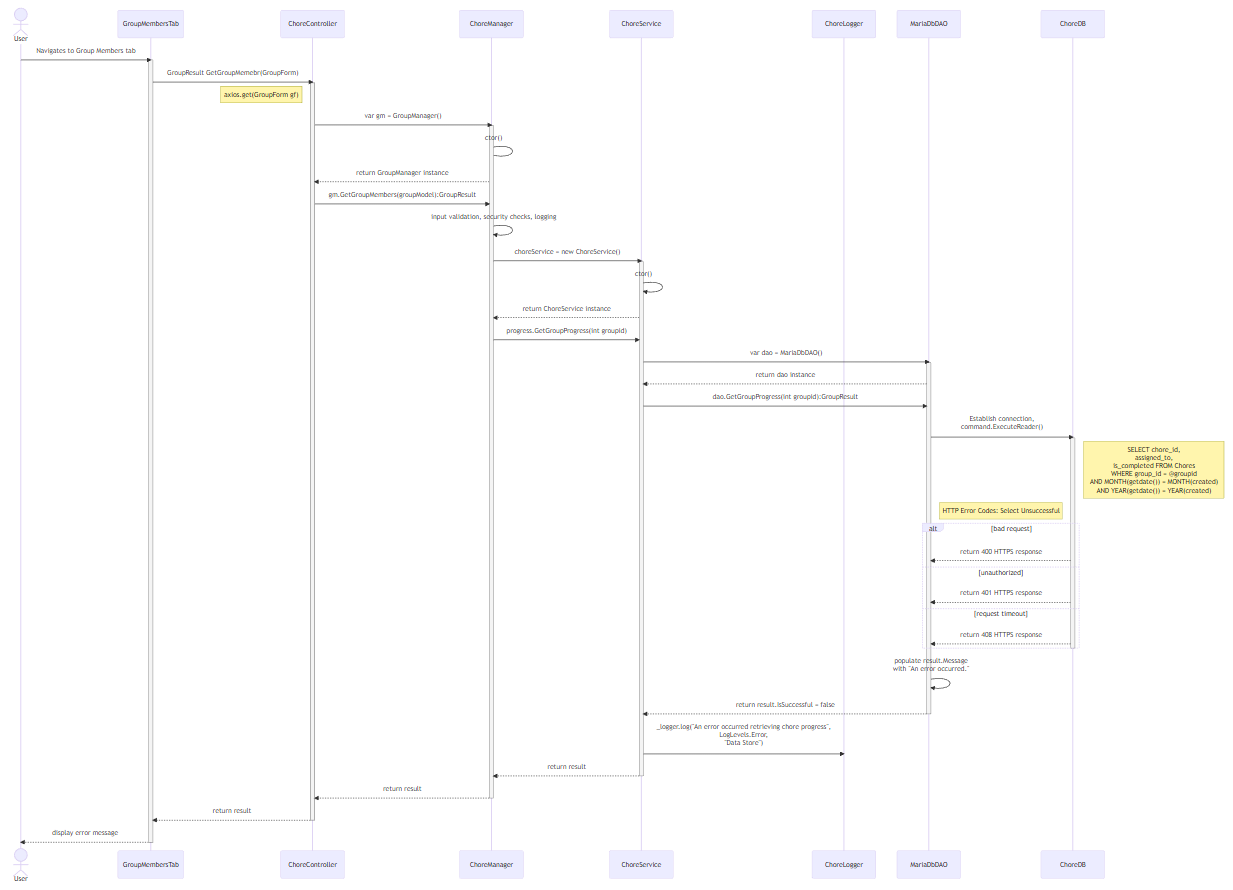 GroupMembersTab
ChoreController
ChoreManager
ChoreService
ChoreLogger
MariaDbDAO
ChoreDB
User
Navigates to Group Members tab
GroupResult GetGroupMemebr(GroupForm)
axios.get(GroupForm gf)
var gm = GroupManager()
ctor()
return GroupManager instance
gm.GetGroupMembers(groupModel):GroupResult
Input validation, security checks, logging
choreService = new ChoreService()
ctor()
return ChoreService instance
progress.GetGroupProgress(int groupid)
var dao = MariaDbDAO()
return dao instance
dao.GetGroupProgress(int groupid):GroupResult
Establish connection,
command.ExecuteReader()
SELECT chore_id,
assigned_to,
is_completed FROM Chores
WHERE group_id = @groupid
AND MONTH(getdate()) = MONTH(created)
AND YEAR(getdate()) = YEAR(created)
HTTP Error Codes: Select Unsuccessful
alt
[bad request]
return 400 HTTPS response
[unauthorized]
return 401 HTTPS response
[request timeout]
return 408 HTTPS response
populate result.Message
with "An error occurred."
return result.IsSuccessful = false
_logger.log("An error occurred retrieving chore progress",
LogLevels.Error,
"Data Store")
return result
return result
return result
display error message
User
GroupMembersTab
ChoreController
ChoreManager
ChoreService
ChoreLogger
MariaDbDAO
ChoreDB